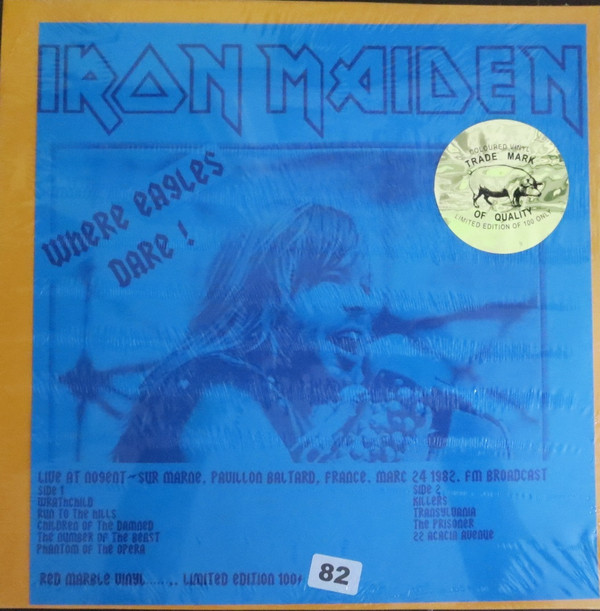 IRON MAIDEN
COLOURED VINYL
TRADE MARK
OF QUALITY
LIMITED EDITION OF 100 ONLY
Where eagles
DARE !.
LIVE AT NOGENT-SUR MARNE, PAVILLON BALTARD, FRANCE. MARC 24 1982. FM BROADCAST
SIDE 1
WRATHCHILD
RUN TO THE HILLS
CHILDREN OF THE DAMNED
THE NUMBER OF THE BEAST
PHANTOM OF THE OPERA
SIDE 2
KILLERS
TRANSYLVANIA
THE PRISONER
22 ACACIA AVENUE
RED MARBLE VINYL...... LIMITED EDITION 100/
82